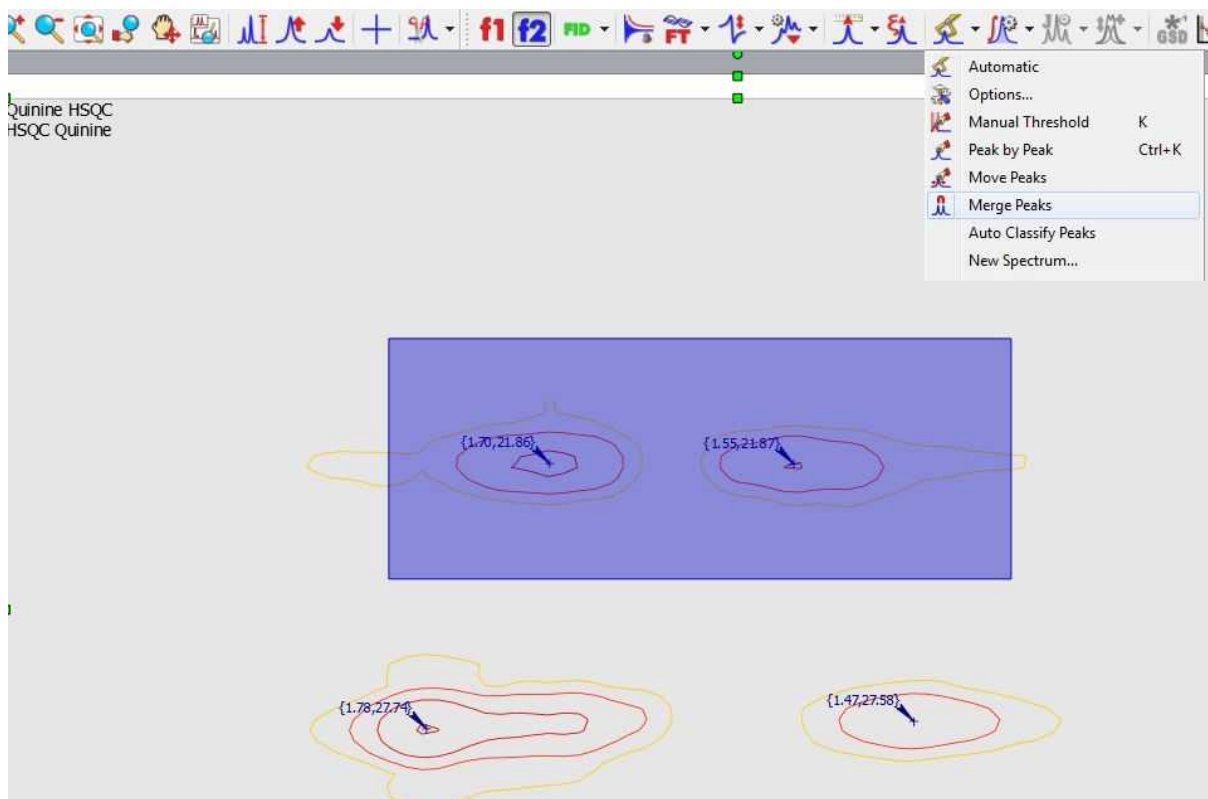 f1 f2 FID FT GSD
Automatic
Options...
Manual Threshold K
Peak by Peak Ctrl+K
Move Peaks
Merge Peaks
Auto Classify Peaks
New Spectrum...
Quinine HSQC
HSQC Quinine
{1.70,21.86}
{1.55,21.87}
{1.78,27.74}
{1.47,27.58}